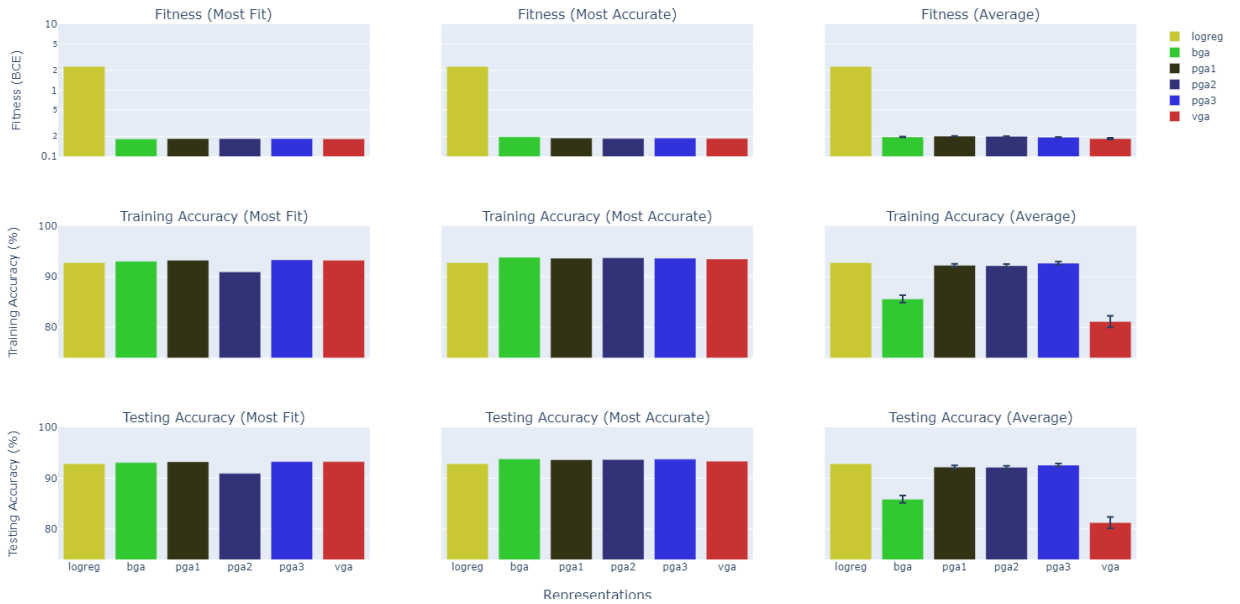 Fitness (Most Fit)
Fitness (Most Accurate)
Fitness (Average)
Fitness (BCE)
10
5
2
1
5
2
0.1
logreg
bga
pga1
pga2
pga3
vga
Training Accuracy (Most Fit)
Training Accuracy (Most Accurate)
Training Accuracy (Average)
Training Accuracy (%)
100
90
80
Testing Accuracy (Most Fit)
Testing Accuracy (Most Accurate)
Testing Accuracy (Average)
Testing Accuracy (%)
100
90
80
logreg bga pga1 pga2 pga3 vga
logreg bga pga1 pga2 pga3 vga
logreg bga pga1 pga2 pga3 vga
Representations